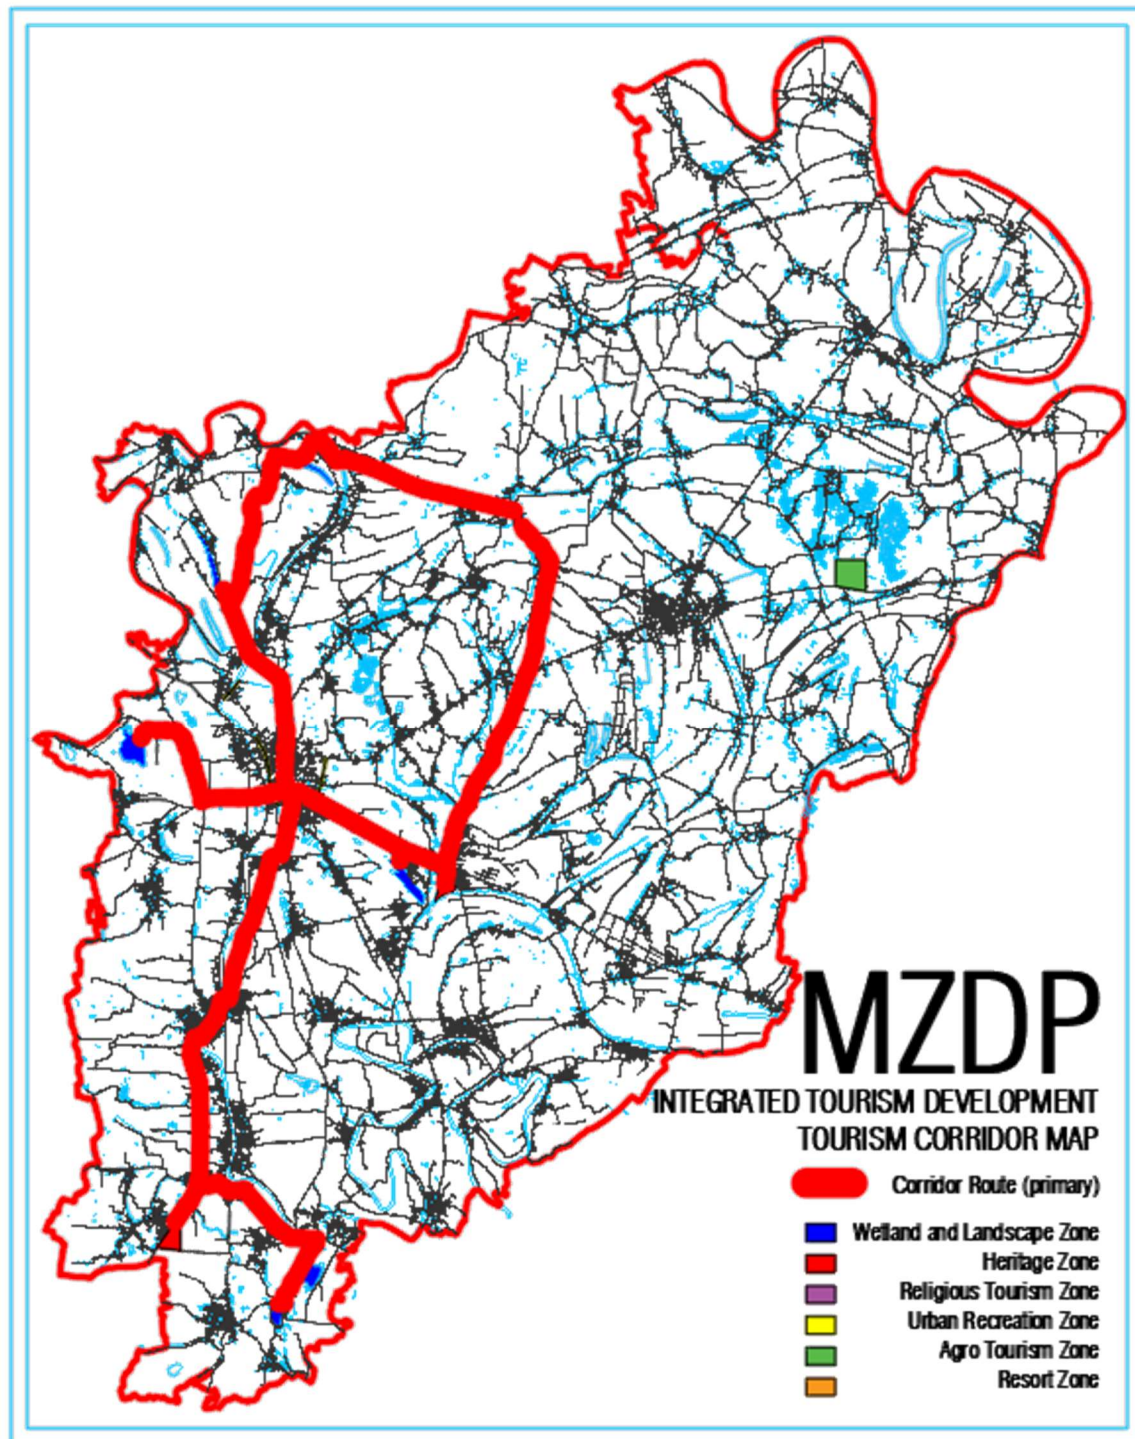 MZDP
INTEGRATED TOURISM DEVELOPMENT
TOURISM CORRIDOR MAP
Corridor Route (primary)
Wetland and Landscape Zone
Heritage Zone
Religious Tourism Zone
Urban Recreation Zone
Agro Tourism Zone
Resort Zone